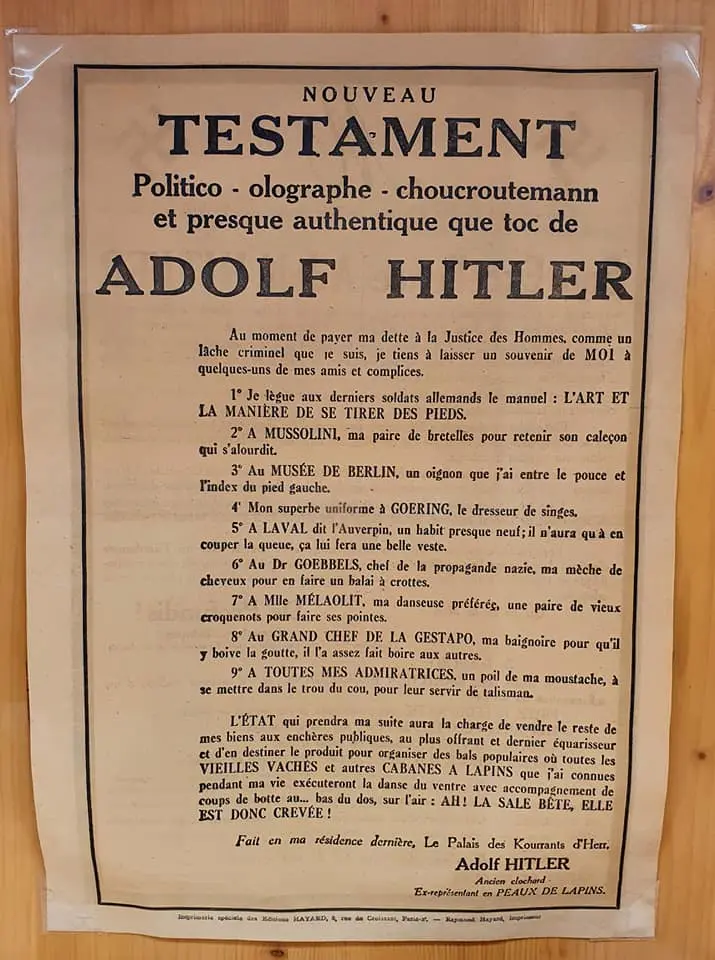 NOUVEAU
TESTAMENT
Politico - olographe - choucroutemann
et presque authentique que toc de
ADOLF HITLER
Au moment de payer ma dette à la Justice des Hommes, comme un
lâche criminel que je suis, je tiens à laisser un souvenir de MOI à
quelques-uns de mes amis et complices.
1° Je lègue aux derniers soldats allemands le manuel : L'ART ET
LA MANIÈRE DE SE TIRER DES PIEDS.
2° A MUSSOLINI, ma paire de bretelles pour retenir son caleçon
qui s'alourdit.
3° Au MUSÉE DE BERLIN, un oignon que j'ai entre le pouce et
l'index du pied gauche.
4° Mon superbe uniforme à GOERING, le dresseur de singes.
5° A LAVAL dit l'Auverpin, un habit presque neuf; il n'aura qu'à en
couper la queue, ça lui fera une belle veste.
6° Au Dr GOEBBELS, chef de la propagande nazie, ma mèche de
cheveux pour en faire un balai à crottes.
7° A Mlle MÉLAOLIT, ma danseuse préférée, une paire de vieux
croquenots pour faire ses pointes.
8° Au GRAND CHEF DE LA GESTAPO, ma baignoire pour qu'il
y boive la goutte, il l'a assez fait boire aux autres.
9° A TOUTES MES ADMIRATRICES, un poil de ma moustache, à
se mettre dans le trou du cou, pour leur servir de talisman.
L'ÉTAT qui prendra ma suite aura la charge de vendre le reste de
mes biens aux enchères publiques, au plus offrant et dernier équarisseur
et d'en destiner le produit pour organiser des bals populaires où toutes les
VIEILLES VACHES et autres CABANES A LAPINS que j'ai connues
pendant ma vie exécuteront la danse du ventre avec accompagnement de
coups de botte au... bas du dos, sur l'air : AH! LA SALE BÊTE, ELLE
EST DONC CREVÉE !
Fait en ma résidence dernière, Le Palais des Kourrants d'Herr,
Adolf HITLER
Ancien clochard
Ex-représentant en PEAUX DE LAPINS.
Imprimerie spéciale des Editions HAYARD, 8, rue du Croissant, Paris-2°. — Raymond Hayard, Imprimeur